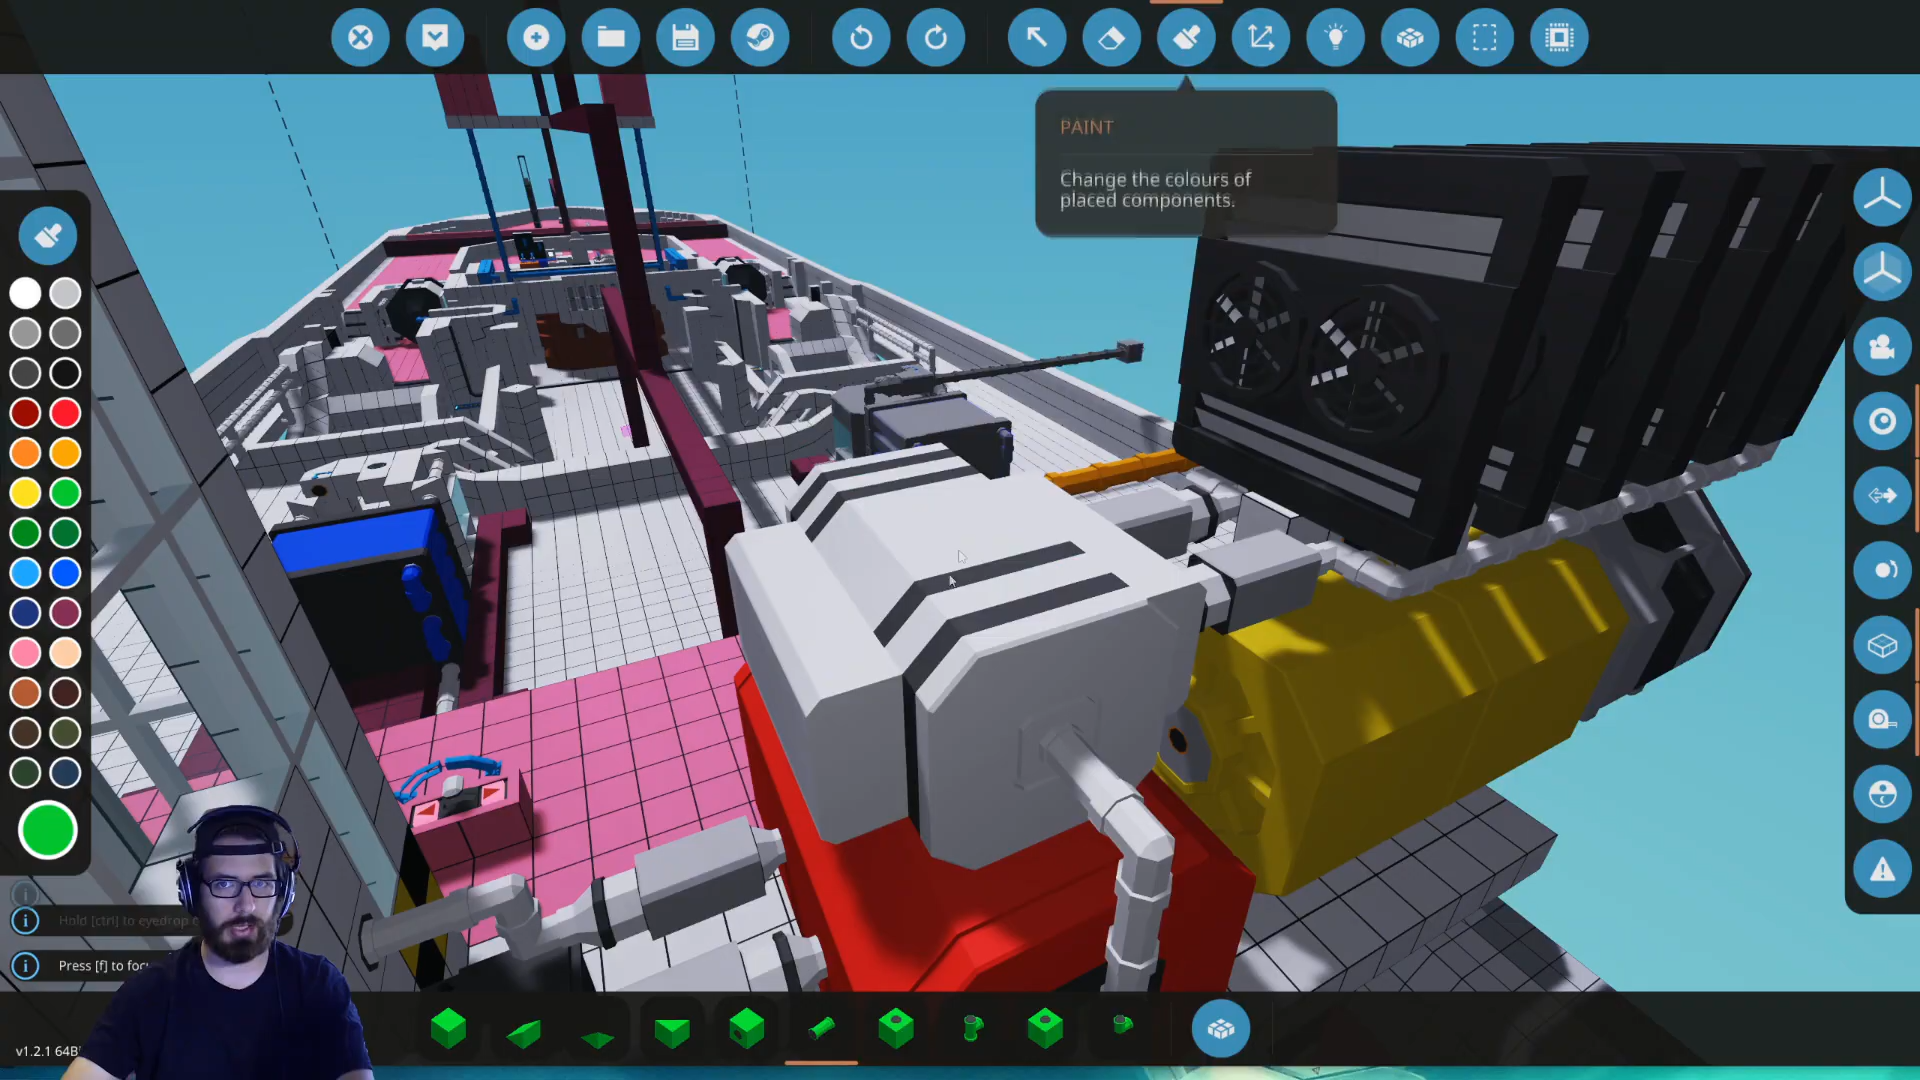 PAINT
Change the colours of
placed components.
Hold [ctrl] to eyedrop
Press [f] to
v1.2.1 64B